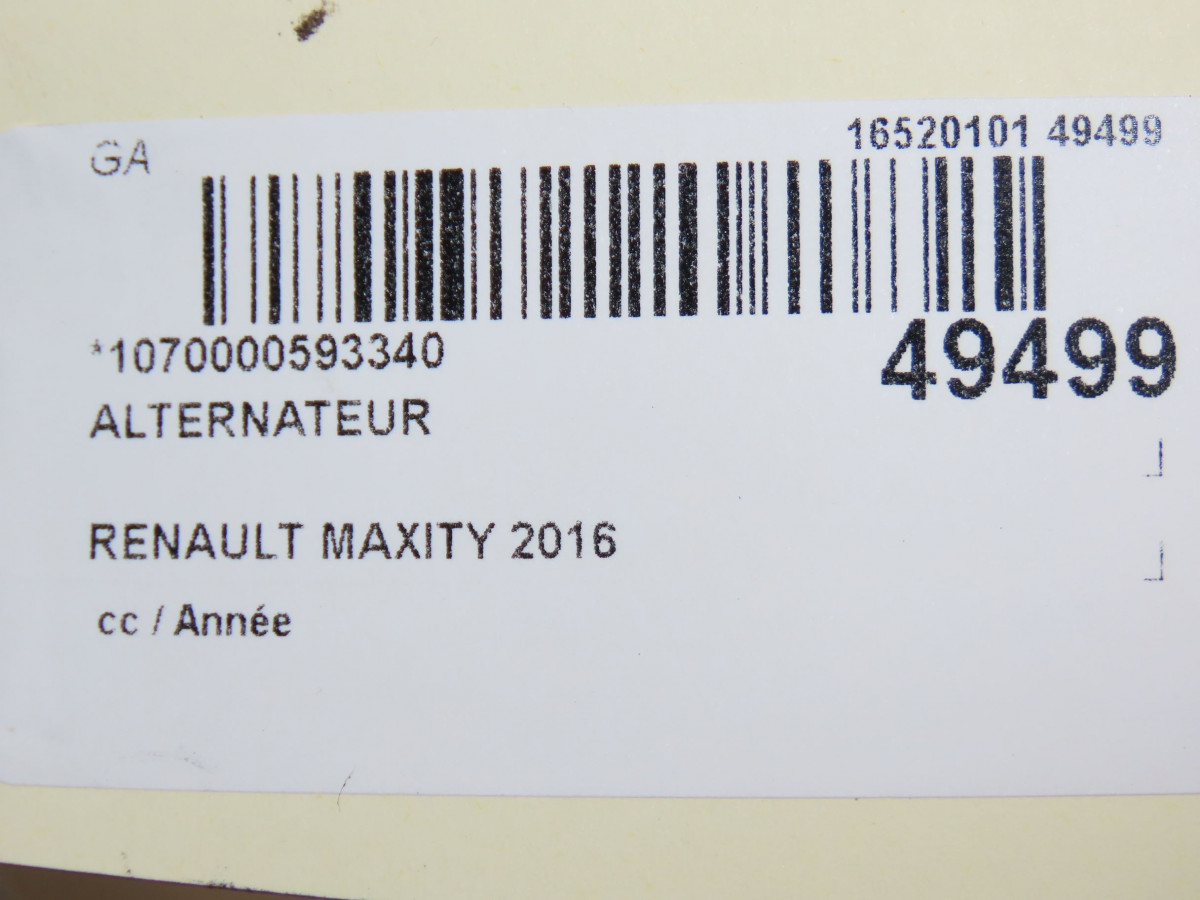 GA
16520101 49499
*1070000593340
49499
ALTERNATEUR
RENAULT MAXITY 2016
cc / Année